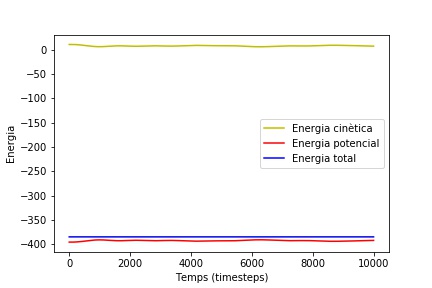 0
−50
−100
−150
−200
−250
−300
−350
−400
Energia
Energia cinètica
Energia potencial
Energia total
0 2000 4000 6000 8000 10000
Temps (timesteps)